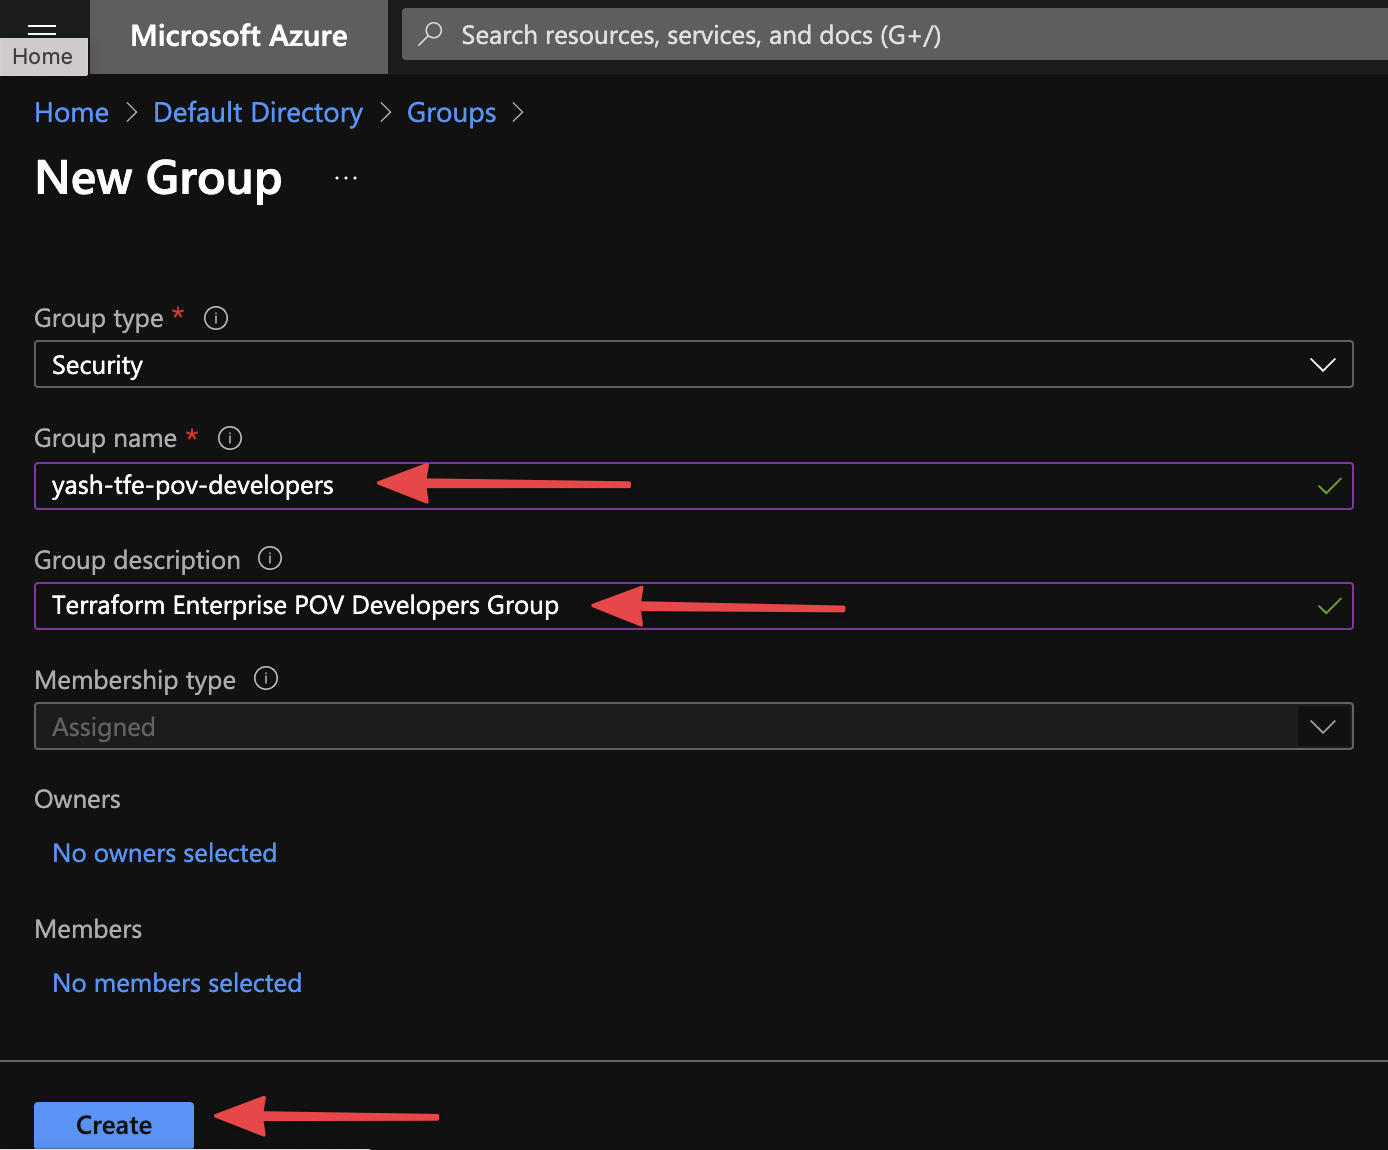 Microsoft Azure
Search resources, services, and docs (G+/)
Home
Home > Default Directory > Groups >
New Group ...
Group type *
Security
Group name *
yash-tfe-pov-developers
Group description
Terraform Enterprise POV Developers Group
Membership type
Assigned
Owners
No owners selected
Members
No members selected
Create